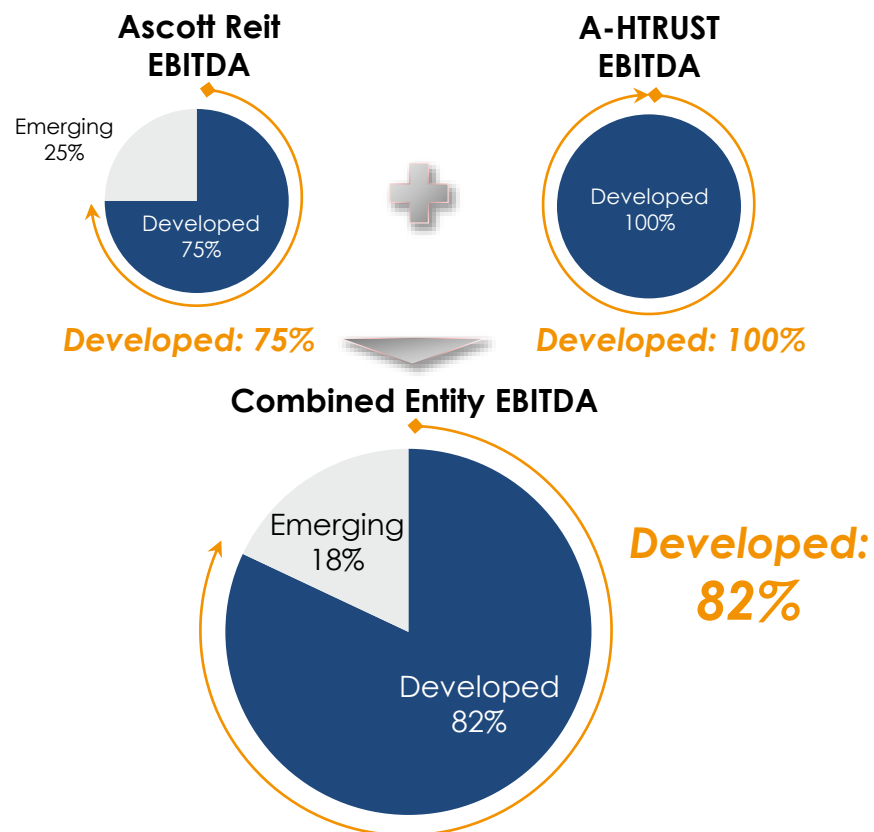 Ascott Reit
EBITDA
A-HTRUST
EBITDA
Emerging
25%
Developed
75%
Developed
100%
Developed: 75%
Developed: 100%
Combined Entity EBITDA
Emerging
18%
Developed
82%
Developed:
82%